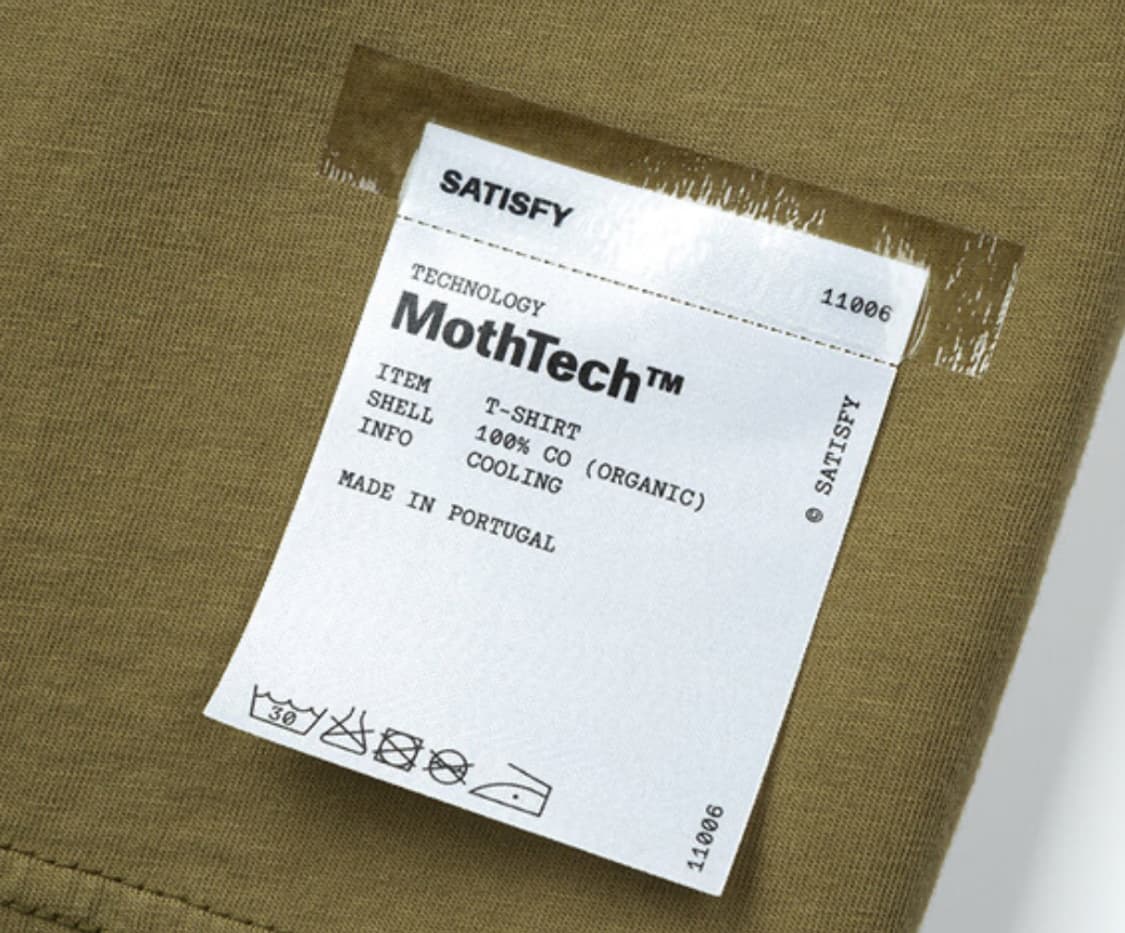 SATISFY
11006
TECHNOLOGY
MothTech™
ITEM T-SHIRT
SHELL 100% CO (ORGANIC)
INFO COOLING
MADE IN PORTUGAL
© SATISFY
30
11006